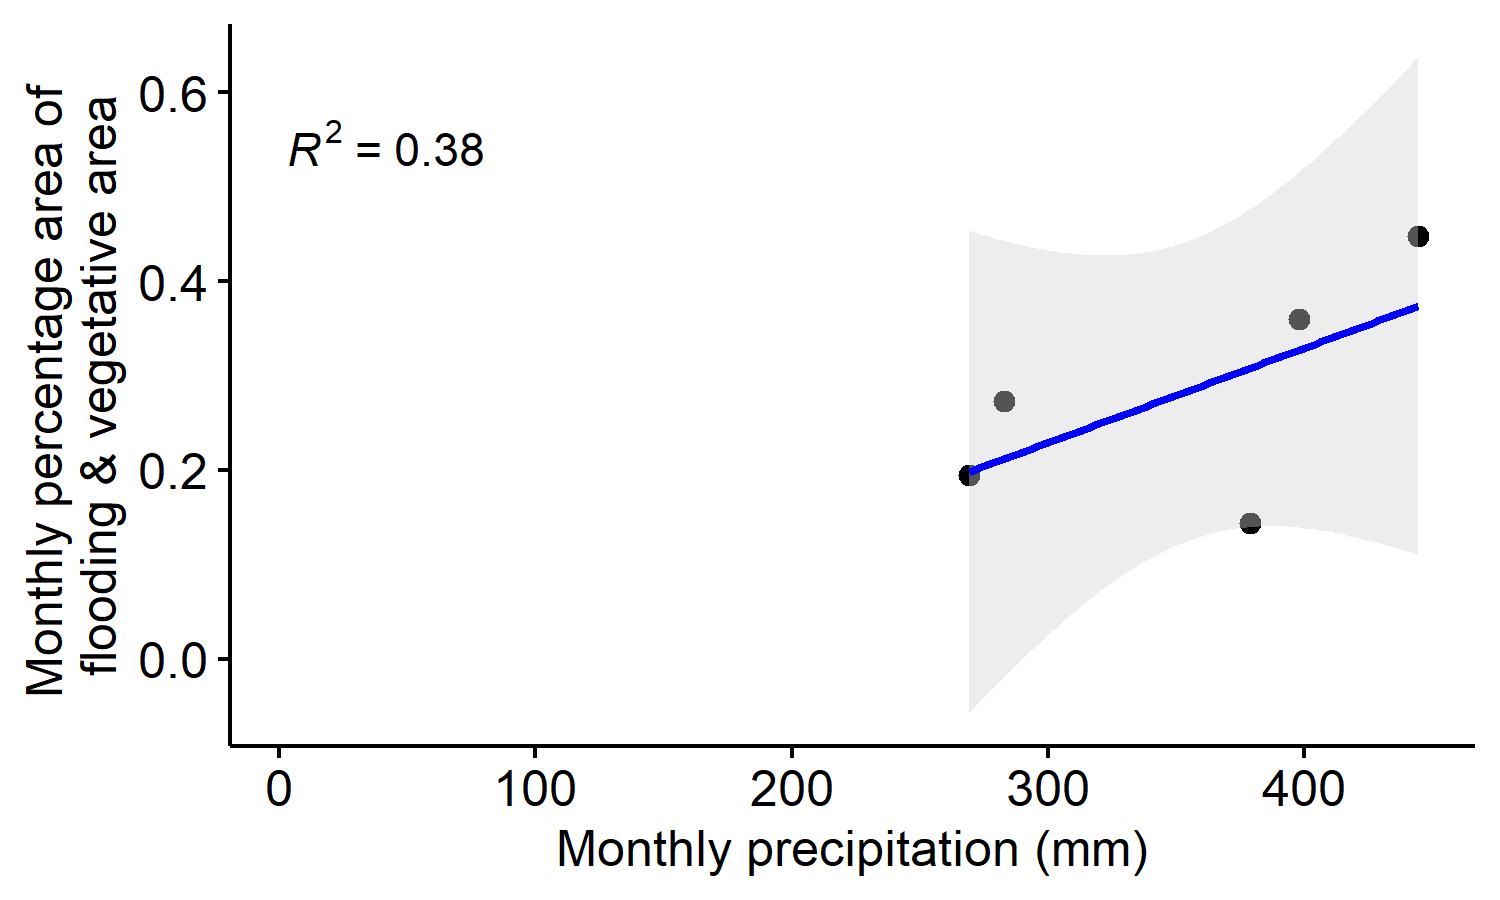 Monthly percentage area of
flooding & vegetative area
0.6
0.4
0.2
0.0
R² = 0.38
0 100 200 300 400
Monthly precipitation (mm)